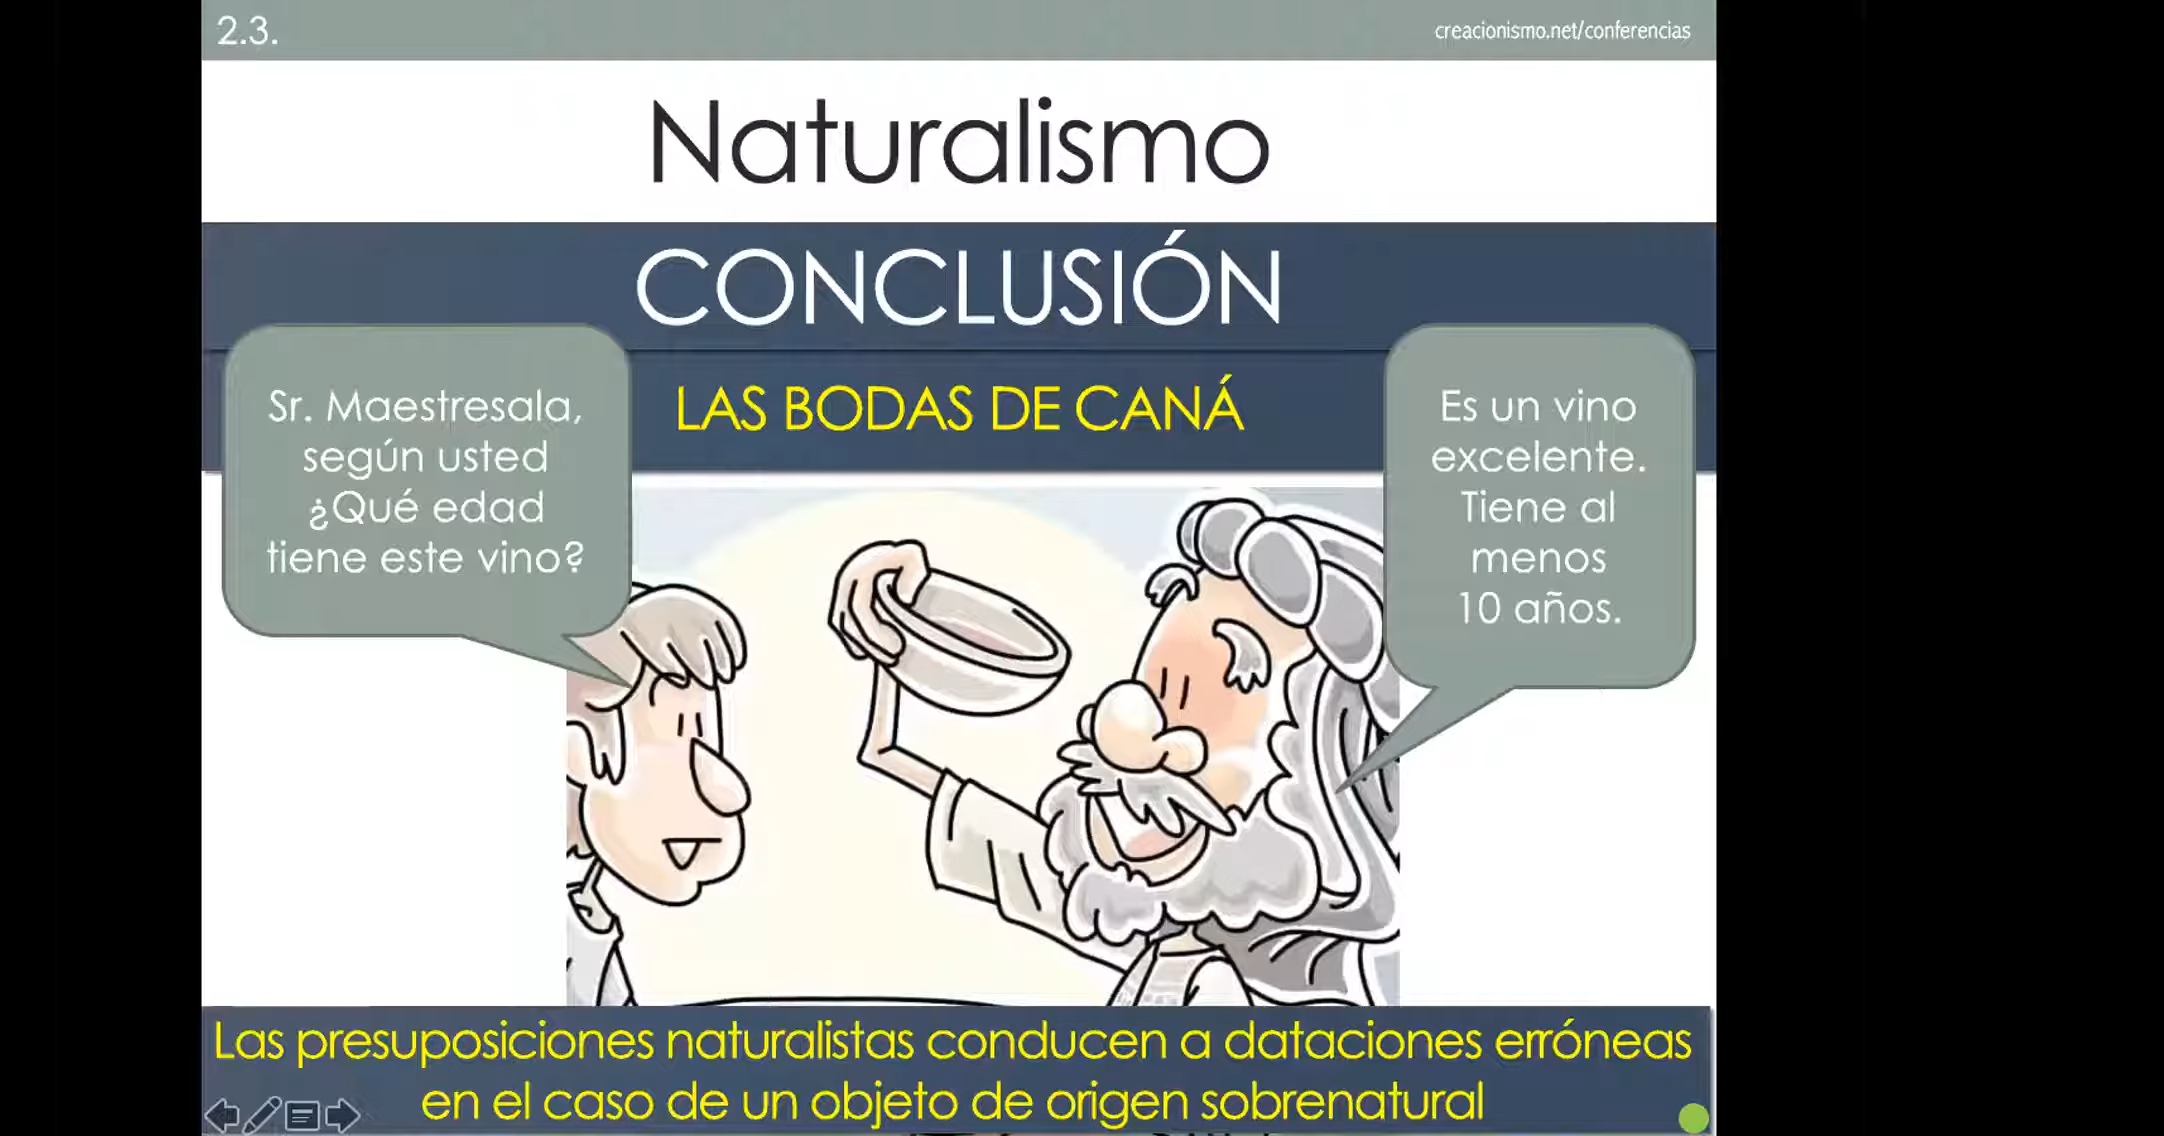 2.3.
creacionismo.net/conferencias
Naturalismo
CONCLUSIÓN
LAS BODAS DE CANÁ
Sr. Maestresala,
según usted
¿Qué edad
tiene este vino?
Es un vino
excelente.
Tiene al
menos
10 años.
Las presuposiciones naturalistas conducen a dataciones erróneas
en el caso de un objeto de origen sobrenatural